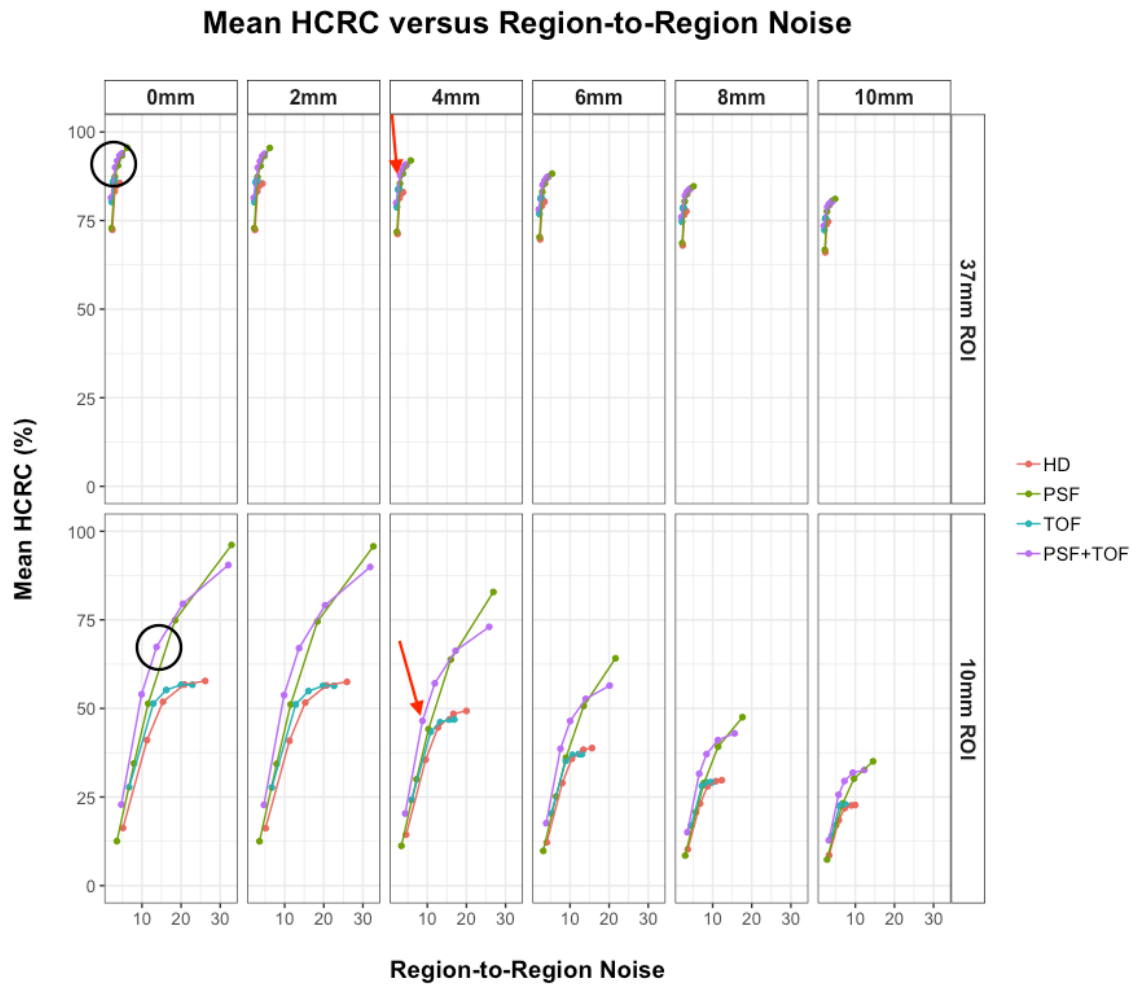 Mean HCRC versus Region-to-Region Noise
0mm 2mm 4mm 6mm 8mm 10mm
100
75
50
25
0
37mm ROI
100
75
50
25
0
10mm ROI
Mean HCRC (%)
HD
PSF
TOF
PSF+TOF
10 20 30 10 20 30 10 20 30 10 20 30 10 20 30 10 20 30
Region-to-Region Noise